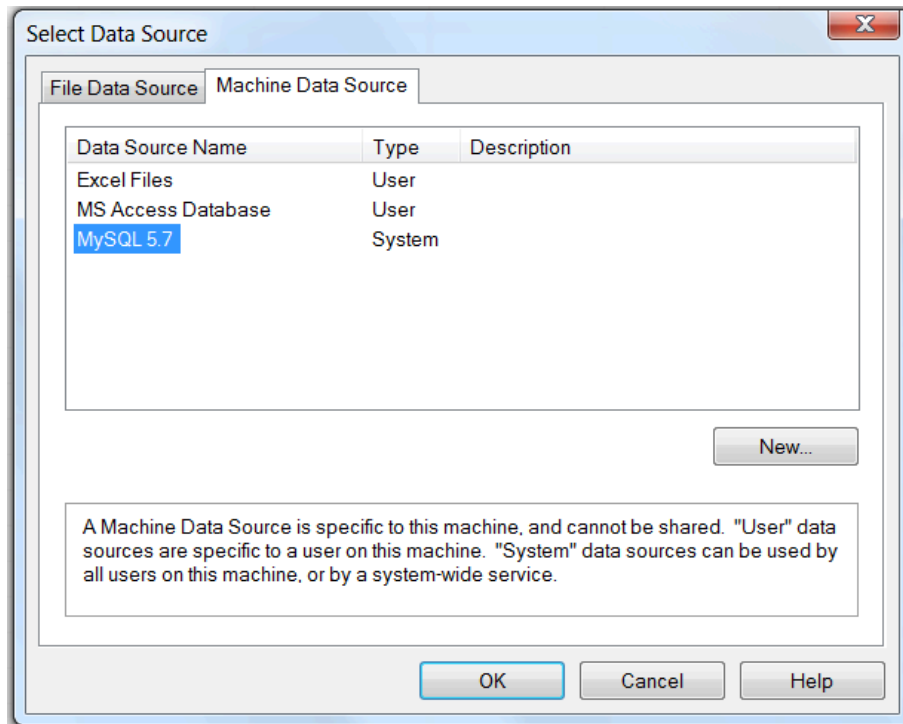 Select Data Source
File Data Source Machine Data Source
Data Source Name Type Description
Excel Files User
MS Access Database User
MySQL 5.7 System
New...
A Machine Data Source is specific to this machine, and cannot be shared. "User" data
sources are specific to a user on this machine. "System" data sources can be used by
all users on this machine, or by a system-wide service.
OK Cancel Help